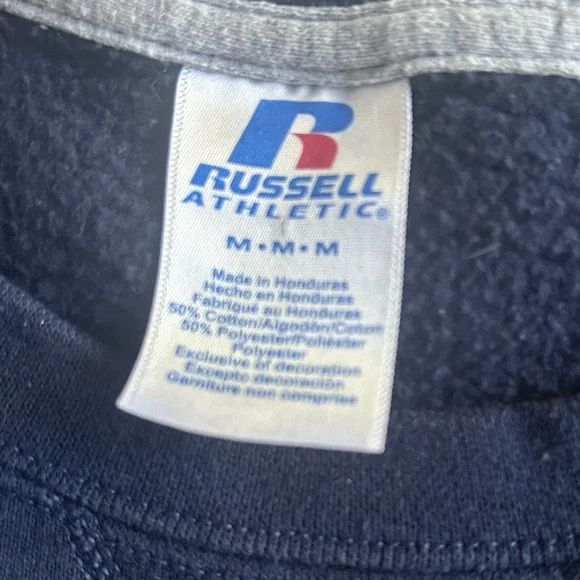 R
RUSSELL
ATHLETIC®
M•M•M
Made in Honduras
Hecho en Honduras
Fabriqué au Honduras
50% Cotton/Algodón/Coton
50% Polyester/Poliéster
Polyester
Exclusive of decoration
Excepto decoración
Garniture non comprise